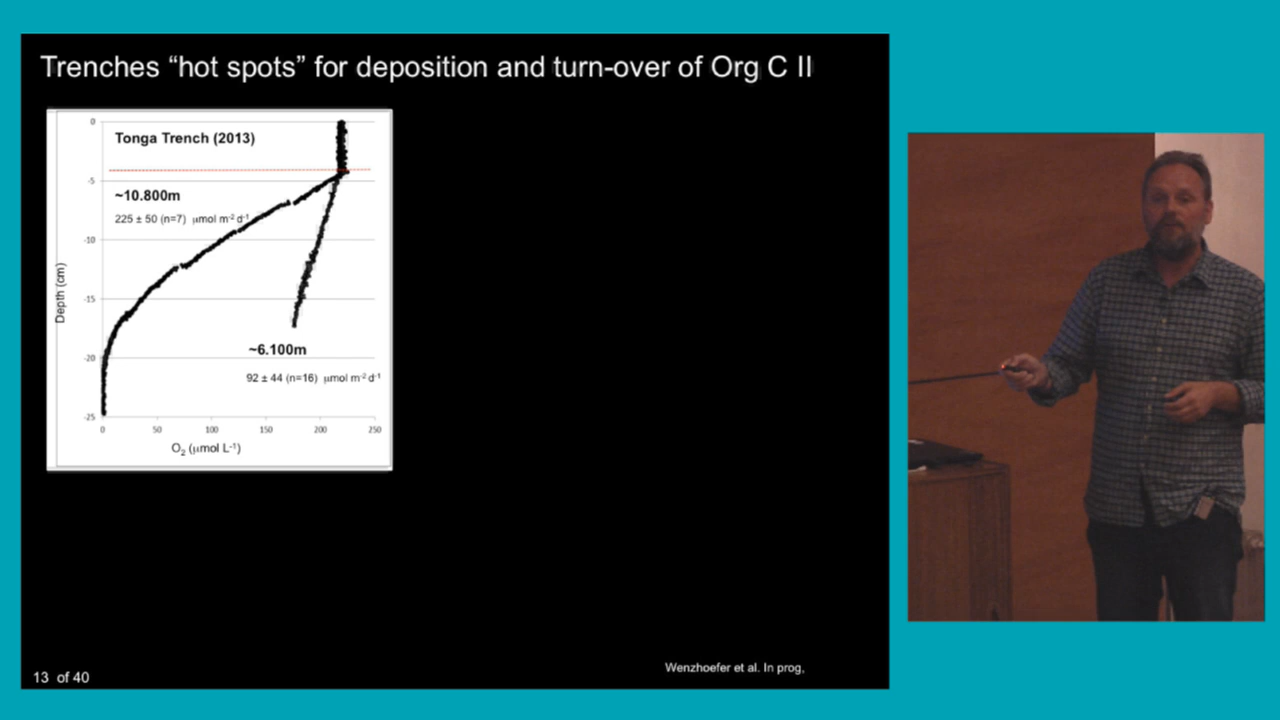 Trenches “hot spots” for deposition and turn-over of Org C II
Tonga Trench (2013)
~10.800m
225 ± 50 (n=7) µmol m⁻² d⁻¹
~6.100m
92 ± 44 (n=16) µmol m⁻² d⁻¹
Depth (cm)
0
-5
-10
-15
-20
-25
0 50 100 150 200 250
O₂ (µmol L⁻¹)
Wenzhoefer et al. In prog,
13 of 40